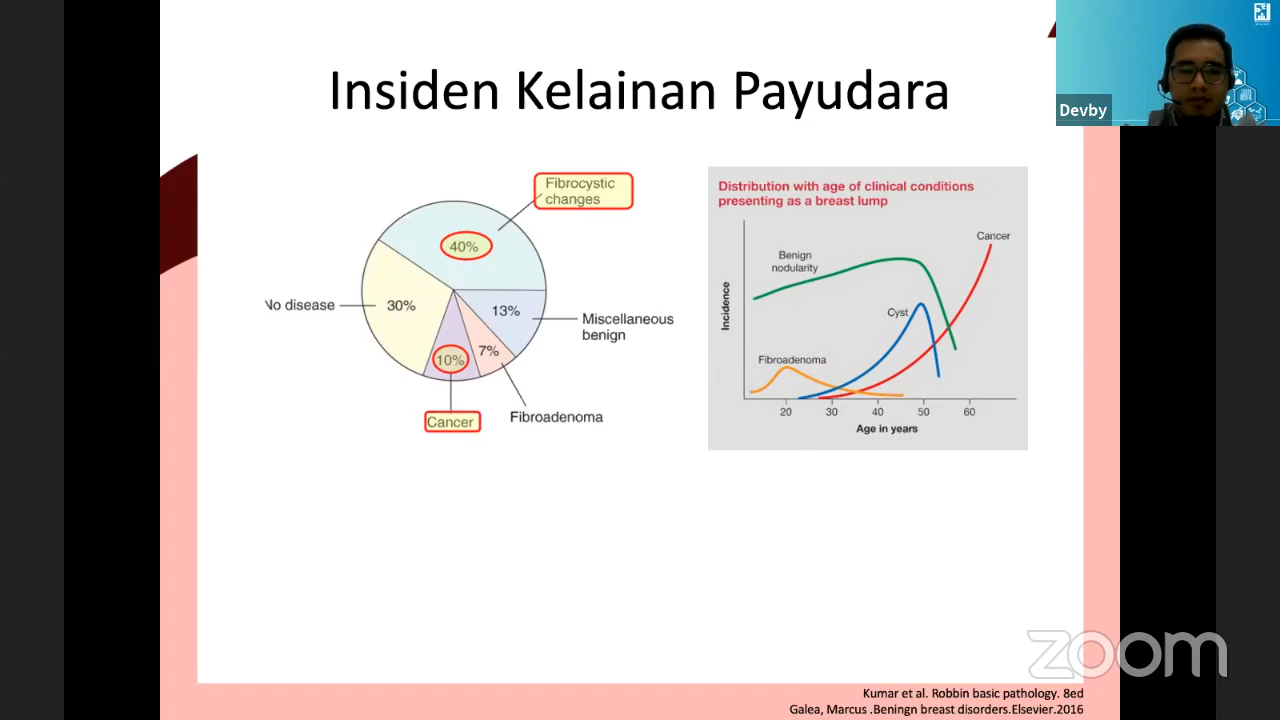 Devby
Insiden Kelainan Payudara
Fibrocystic
changes
40%
No disease
30%
13%
Miscellaneous
benign
7%
10%
Cancer
Fibroadenoma
Distribution with age of clinical conditions
presenting as a breast lump
Cancer
Benign
nodularity
Cyst
Fibroadenoma
Incidence
20 30 40 50 60
Age in years
zoom
Kumar et al. Robbin basic pathology. 8ed
Galea, Marcus .Beningn breast disorders.Elsevier.2016